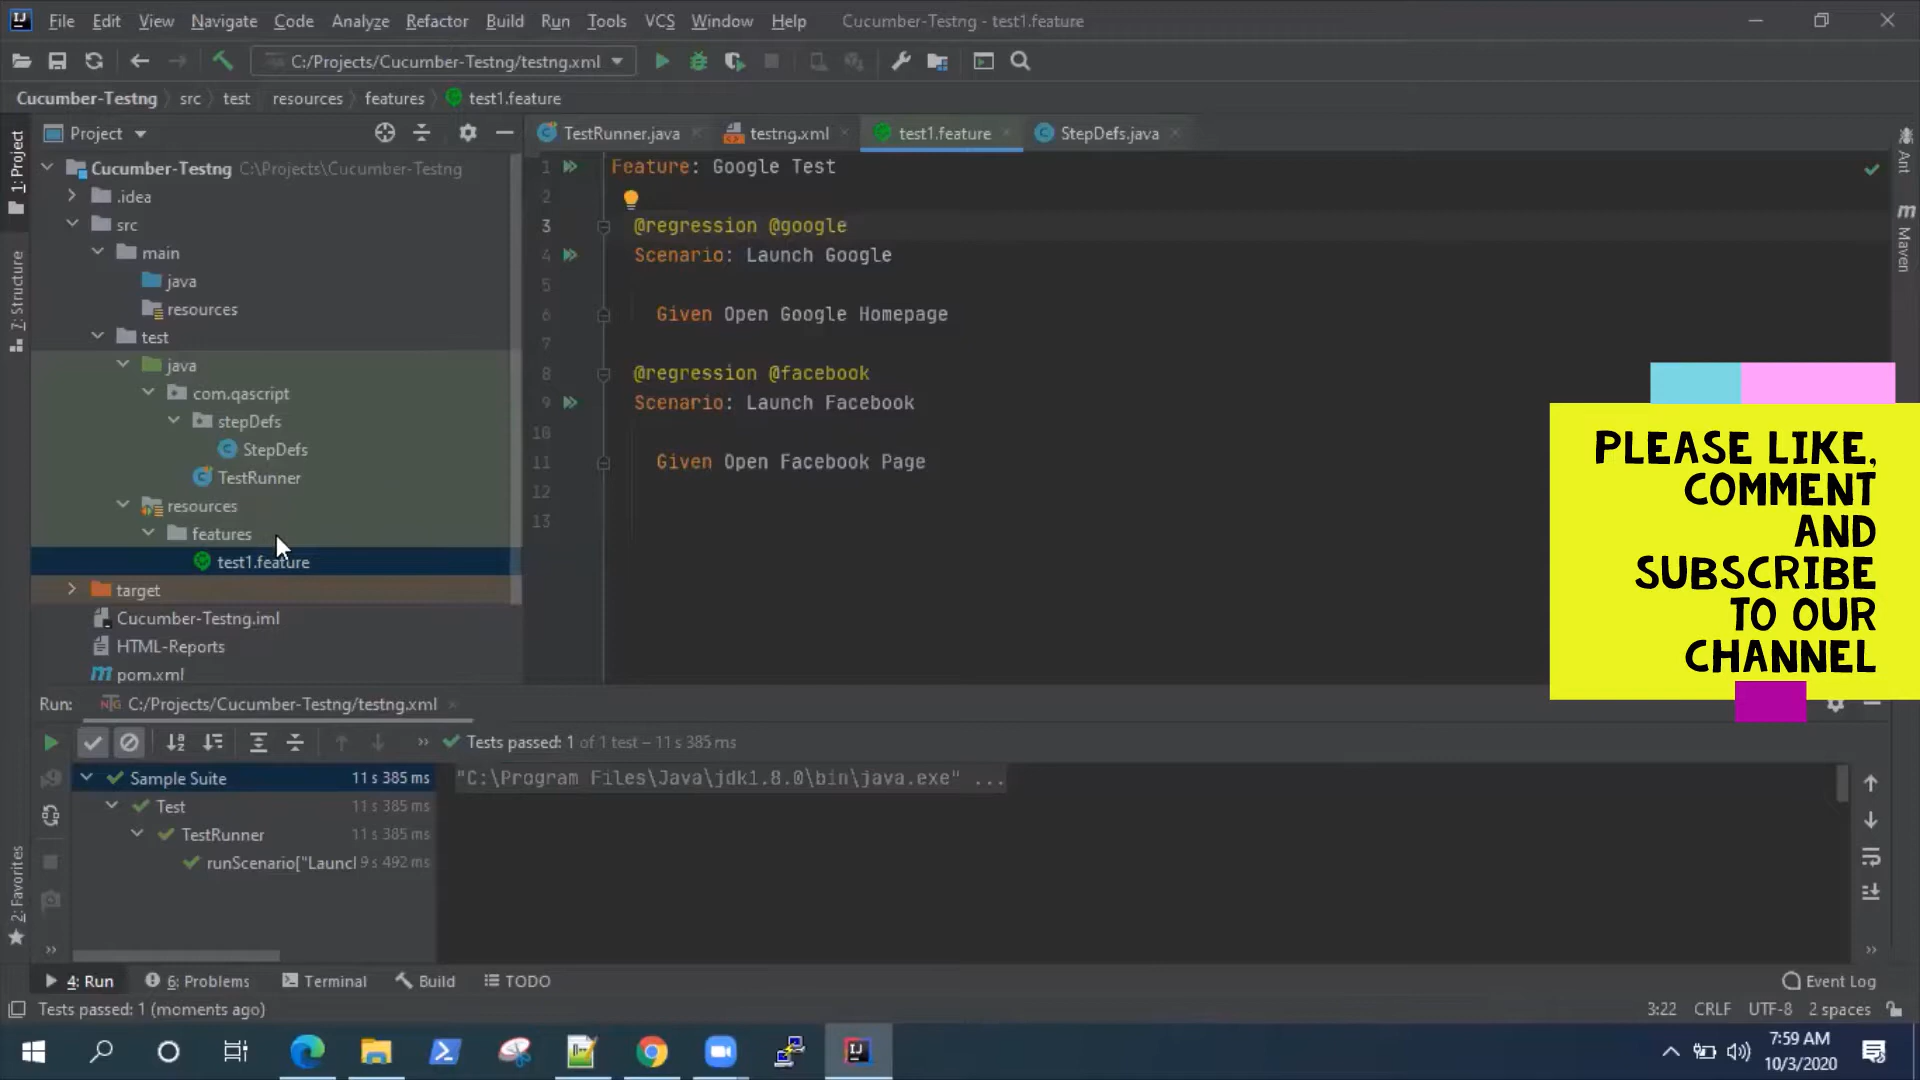 File Edit View Navigate Code Analyze Refactor Build Run Tools VCS Window Help Cucumber-Testng - test1.feature
C:/Projects/Cucumber-Testng/testng.xml
Cucumber-Testng src test resources features test1.feature
Project
TestRunner.java testng.xml test1.feature StepDefs.java
1: Project
7: Structure
2: Favorites
Ant
Maven
Cucumber-Testng C:\Projects\Cucumber-Testng
.idea
src
main
java
resources
test
java
com.qascript
stepDefs
StepDefs
TestRunner
resources
features
test1.feature
target
Cucumber-Testng.iml
HTML-Reports
pom.xml
1 Feature: Google Test
2
3 @regression @google
4 Scenario: Launch Google
5
6 Given Open Google Homepage
7
8 @regression @facebook
9 Scenario: Launch Facebook
10
11 Given Open Facebook Page
12
13
PLEASE LIKE,
COMMENT
AND
SUBSCRIBE
TO OUR
CHANNEL
Run: C:/Projects/Cucumber-Testng/testng.xml
Tests passed: 1 of 1 test – 11 s 385 ms
Sample Suite 11 s 385 ms
Test 11 s 385 ms
TestRunner 11 s 385 ms
runScenario["Launcl 9 s 492 ms
"C:\Program Files\Java\jdk1.8.0\bin\java.exe" ...
4: Run 6: Problems Terminal Build TODO Event Log
Tests passed: 1 (moments ago) 3:22 CRLF UTF-8 2 spaces
7:59 AM
10/3/2020